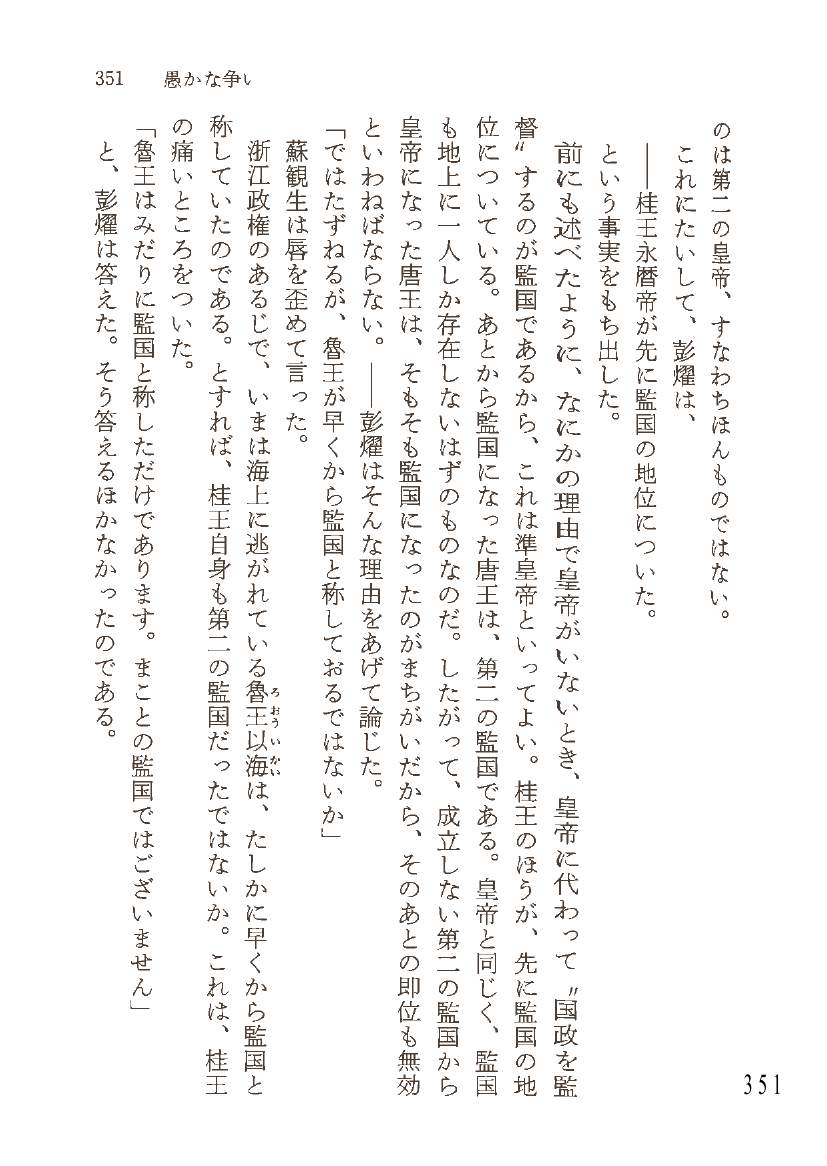 351　愚かな争い
のは第二の皇帝、すなわちほんものではない。
これにたいして、彭燿は、
――桂王永暦帝が先に監国の地位についた。
という事実をもち出した。
前にも述べたように、なにかの理由で皇帝がいないとき、皇帝に代わって〝国政を監
督〟するのが監国であるから、これは準皇帝といってよい。桂王のほうが、先に監国の地
位についている。あとから監国になった唐王は、第二の監国である。皇帝と同じく、監国
も地上に一人しか存在しないはずのものなのだ。したがって、成立しない第二の監国から
皇帝になった唐王は、そもそも監国になったのがまちがいだから、そのあとの即位も無効
といわねばならない。――彭燿はそんな理由をあげて論じた。
「ではたずねるが、魯王が早くから監国と称しておるではないか」
蘇観生は唇を歪めて言った。
浙江政権のあるじで、いまは海上に逃がれている魯王以海ろおういかいは、たしかに早くから監国と
称していたのである。とすれば、桂王自身も第二の監国だったではないか。これは、桂王
の痛いところをついた。
「魯王はみだりに監国と称しただけであります。まことの監国ではございません」
と、彭燿は答えた。そう答えるほかなかったのである。
351